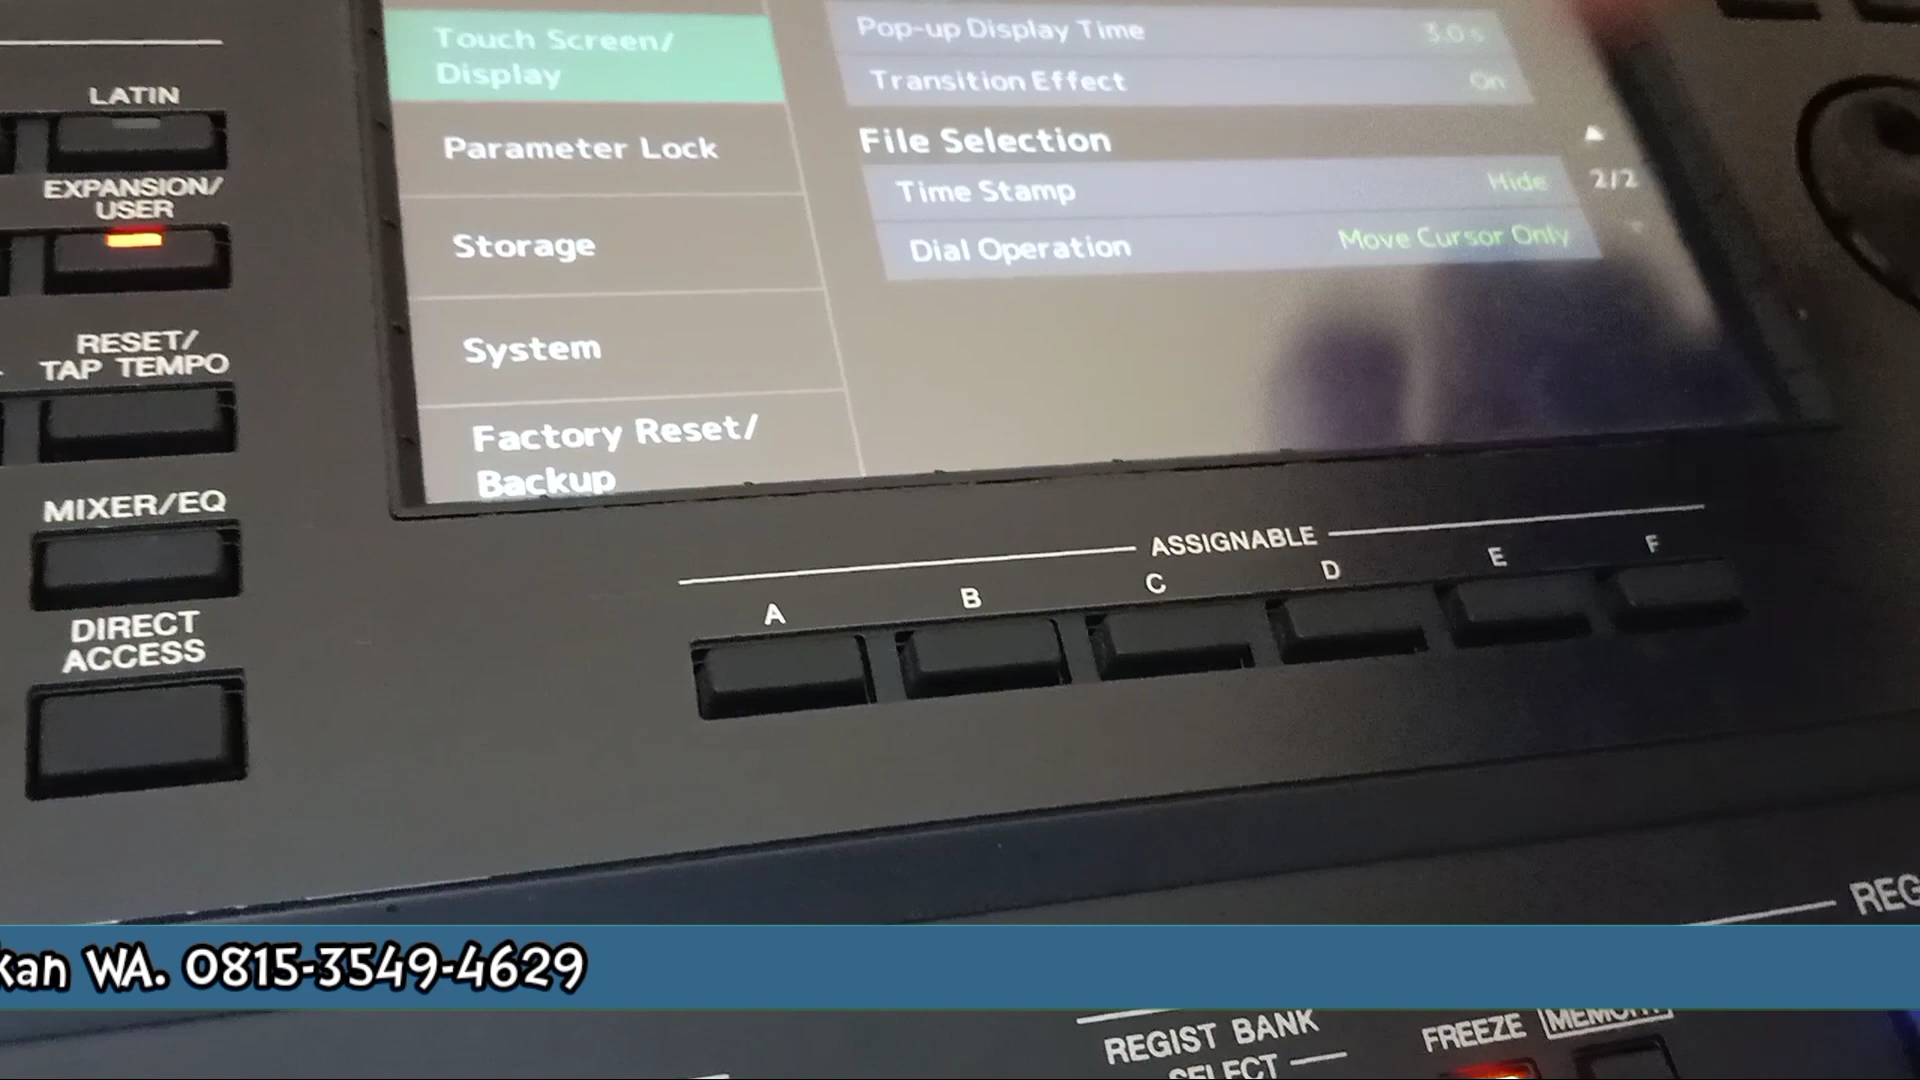 LATIN
EXPANSION/
USER
RESET/
TAP TEMPO
MIXER/EQ
DIRECT
ACCESS
Touch Screen/
Display
Parameter Lock
Storage
System
Factory Reset/
Backup
Pop-up Display Time 3.0 s
Transition Effect On
File Selection
Time Stamp Hide
2/2
Dial Operation Move Cursor Only
ASSIGNABLE
A B C D E F
kan WA. 0815-3549-4629
REGIST BANK
SELECT
FREEZE
MEMORY